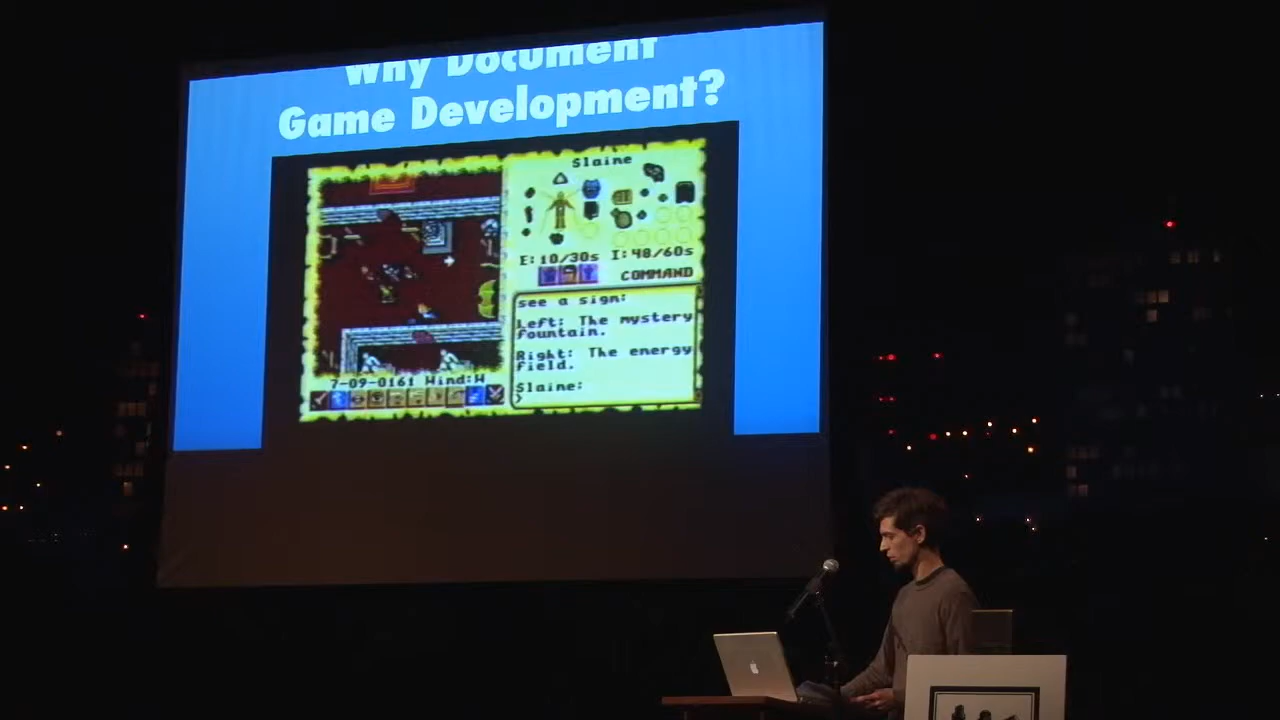 Why Document
Game Development?
Slaine
E: 10/30s I: 48/60s
COMMAND
see a sign:
Left: The mystery
fountain.
Right: The energy
field.
Slaine:
>
7-09-0161 Wind:W